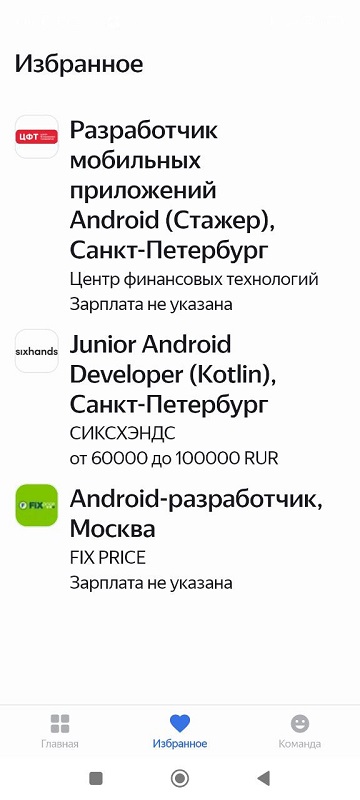 Избранное
ЦФТ
Разработчик
мобильных
приложений
Android (Стажер),
Санкт-Петербург
Центр финансовых технологий
Зарплата не указана
sixhands
Junior Android
Developer (Kotlin),
Санкт-Петербург
СИКСХЭНДС
от 60000 до 100000 RUR
FIX
Android-разработчик,
Москва
FIX PRICE
Зарплата не указана
Главная
Избранное
Команда